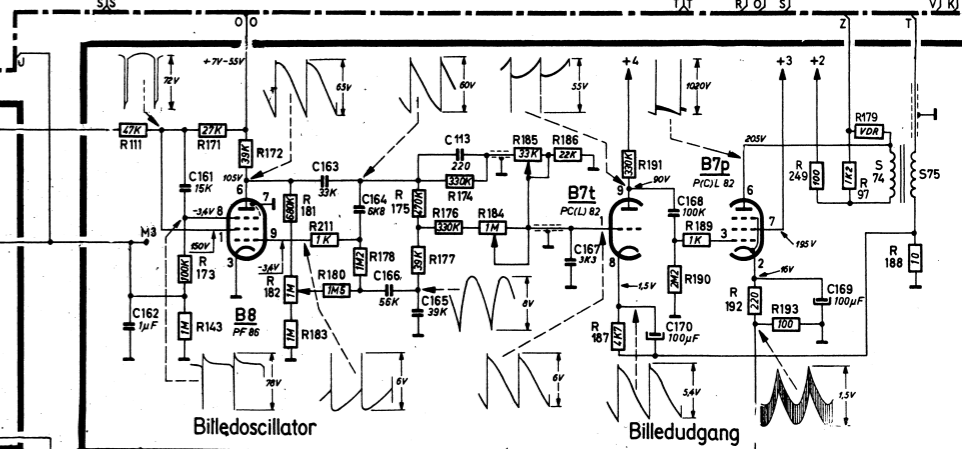 S S
T T
R O S
V K
J
O O
Z
T
+7V-55V
72V
65V
60V
55V
+4
1020V
+3
+2
47K
R111
27K
R171
39K
R172
105V
C161
15K
C163
33K
C113
220
330K
R174
R185
33K
R186
22K
330K
R191
90V
B7t
PC(L) 82
B7p
P(C)L 82
205V
R 249
100
R179
VDR
1K2
R 97
S 74
S75
-3,4V
6
7
8
1
9
3
150V
M3
680K
R 181
C164
6K8
R 175
270K
R176
330K
R184
1M
9
1
8
C168
100K
R189
1K
6
7
3
2
195V
R211
1K
1M2
R178
39K
R177
C167
3K3
100K
R 173
-3,4V
R 182
1M
R180
1M5
C166
56K
C165
39K
8V
1,5V
2M2
R190
16V
R 188
10
C162
1µF
1M
R143
B8
PF 86
1M
R183
R 187
4K7
C170
100µF
R 192
220
R193
100
C169
100µF
78V
6V
6V
5,4V
1,5V
Billedoscillator
Billedudgang